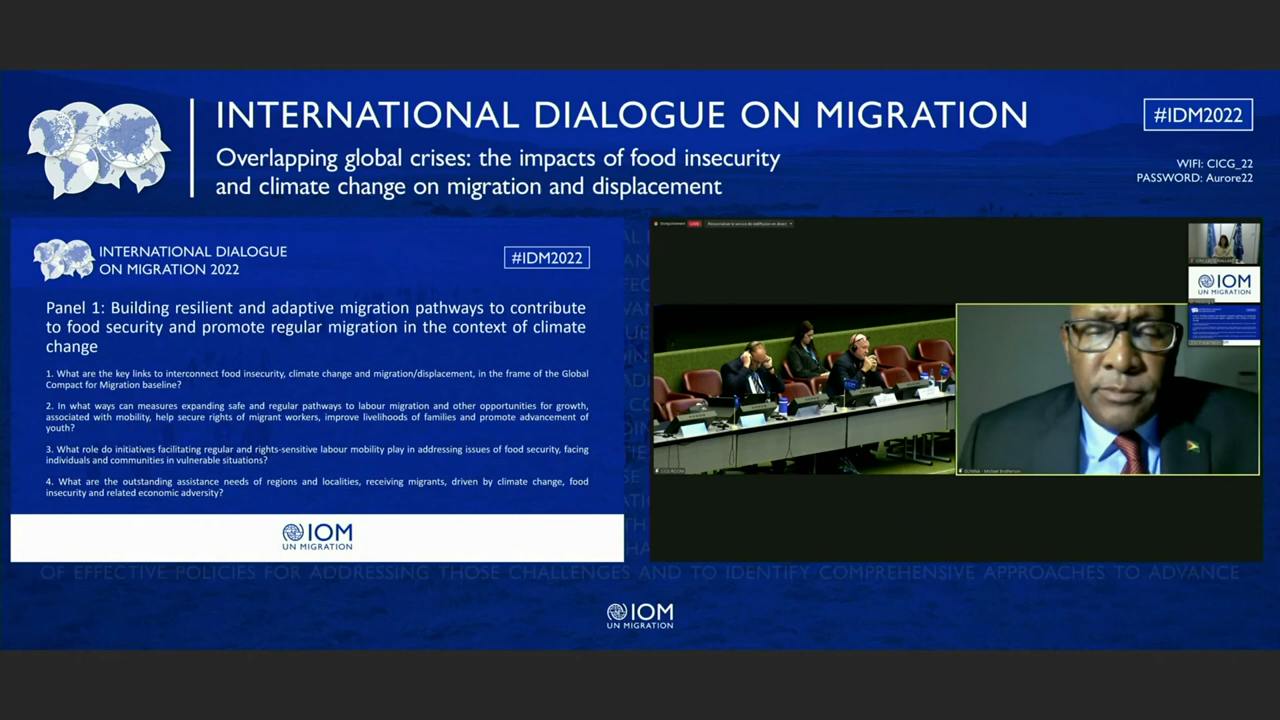 INTERNATIONAL DIALOGUE ON MIGRATION
Overlapping global crises: the impacts of food insecurity
and climate change on migration and displacement
#IDM2022
WIFI: CICG_22
PASSWORD: Aurore22
INTERNATIONAL DIALOGUE
ON MIGRATION 2022
#IDM2022
Panel 1: Building resilient and adaptive migration pathways to contribute
to food security and promote regular migration in the context of climate
change
1. What are the key links to interconnect food insecurity, climate change and migration/displacement, in the frame of the Global
Compact for Migration baseline?
2. In what ways can measures expanding safe and regular pathways to labour migration and other opportunities for growth,
associated with mobility, help secure rights of migrant workers, improve livelihoods of families and promote advancement of
youth?
3. What role do initiatives facilitating regular and rights-sensitive labour mobility play in addressing issues of food security, facing
individuals and communities in vulnerable situations?
4. What are the outstanding assistance needs of regions and localities, receiving migrants, driven by climate change, food
insecurity and related economic adversity?
IOM
UN MIGRATION
LIVE
IOM
UN MIGRATION
OF EFFECTIVE POLICIES FOR ADDRESSING THOSE CHALLENGES AND TO IDENTIFY COMPREHENSIVE APPROACHES TO ADVANCE
IOM
UN MIGRATION